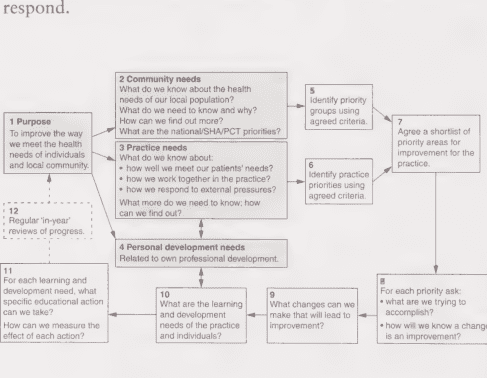 respond.
1 Purpose
To improve the way
we meet the health
needs of individuals
and local community.
2 Community needs
What do we know about the health
needs of our local population?
What do we need to know and why?
How can we find out more?
What are the national/SHA/PCT priorities?
3 Practice needs
What do we know about:
• how well we meet our patients' needs?
• how we work together in the practice?
• how we respond to external pressures?
What more do we need to know; how
can we find out?
4 Personal development needs
Related to own professional development.
5
Identify priority
groups using
agreed criteria.
6
Identify practice
priorities using
agreed criteria.
7
Agree a shortlist of
priority areas for
improvement for the
practice.
8
For each priority ask:
• what are we trying to
accomplish?
• how will we know a change
is an improvement?
9
What changes can we
make that will lead to
improvement?
10
What are the learning
and development
needs of the practice
and individuals?
11
For each learning and
development need, what
specific educational action
can we take?
How can we measure the
effect of each action?
12
Regular 'in-year'
reviews of progress.